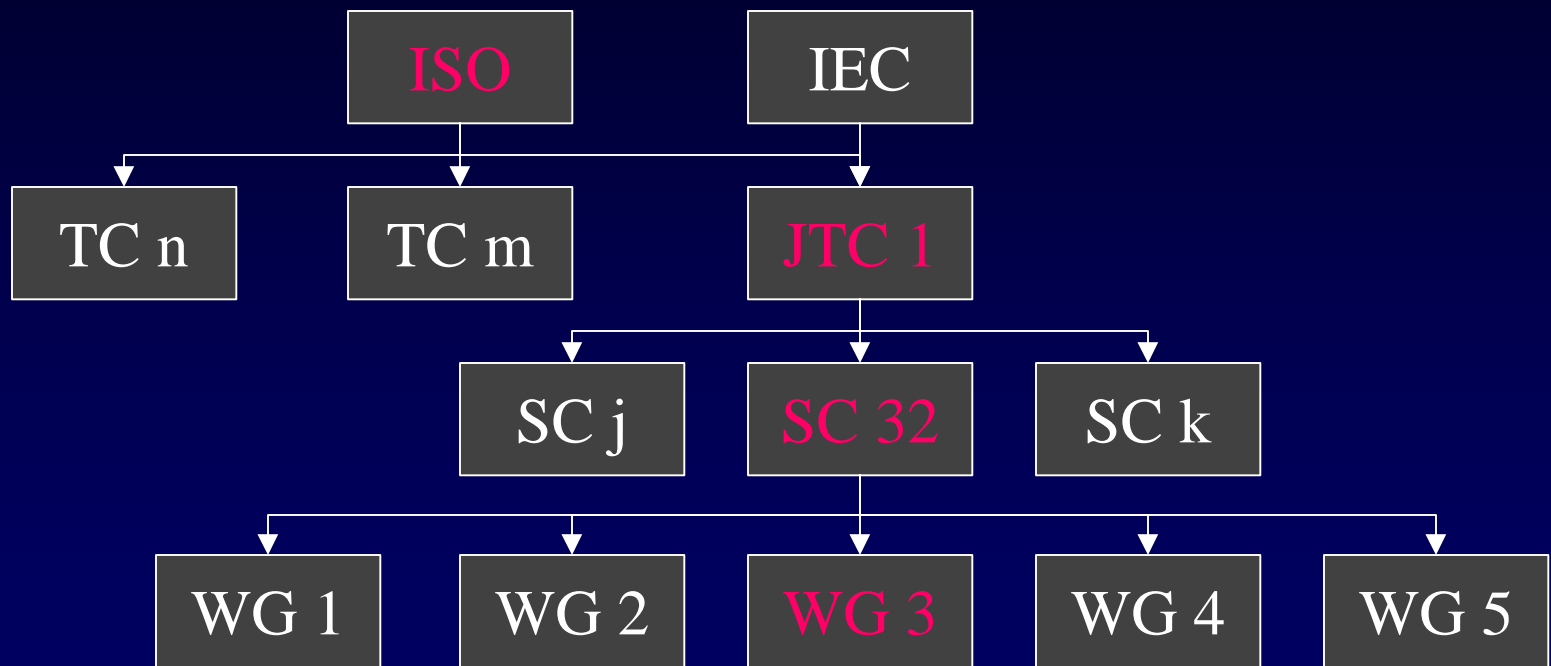 ISO
IEC
TC n
TC m
JTC 1
SC j
SC 32
SC k
WG 1
WG 2
WG 3
WG 4
WG 5